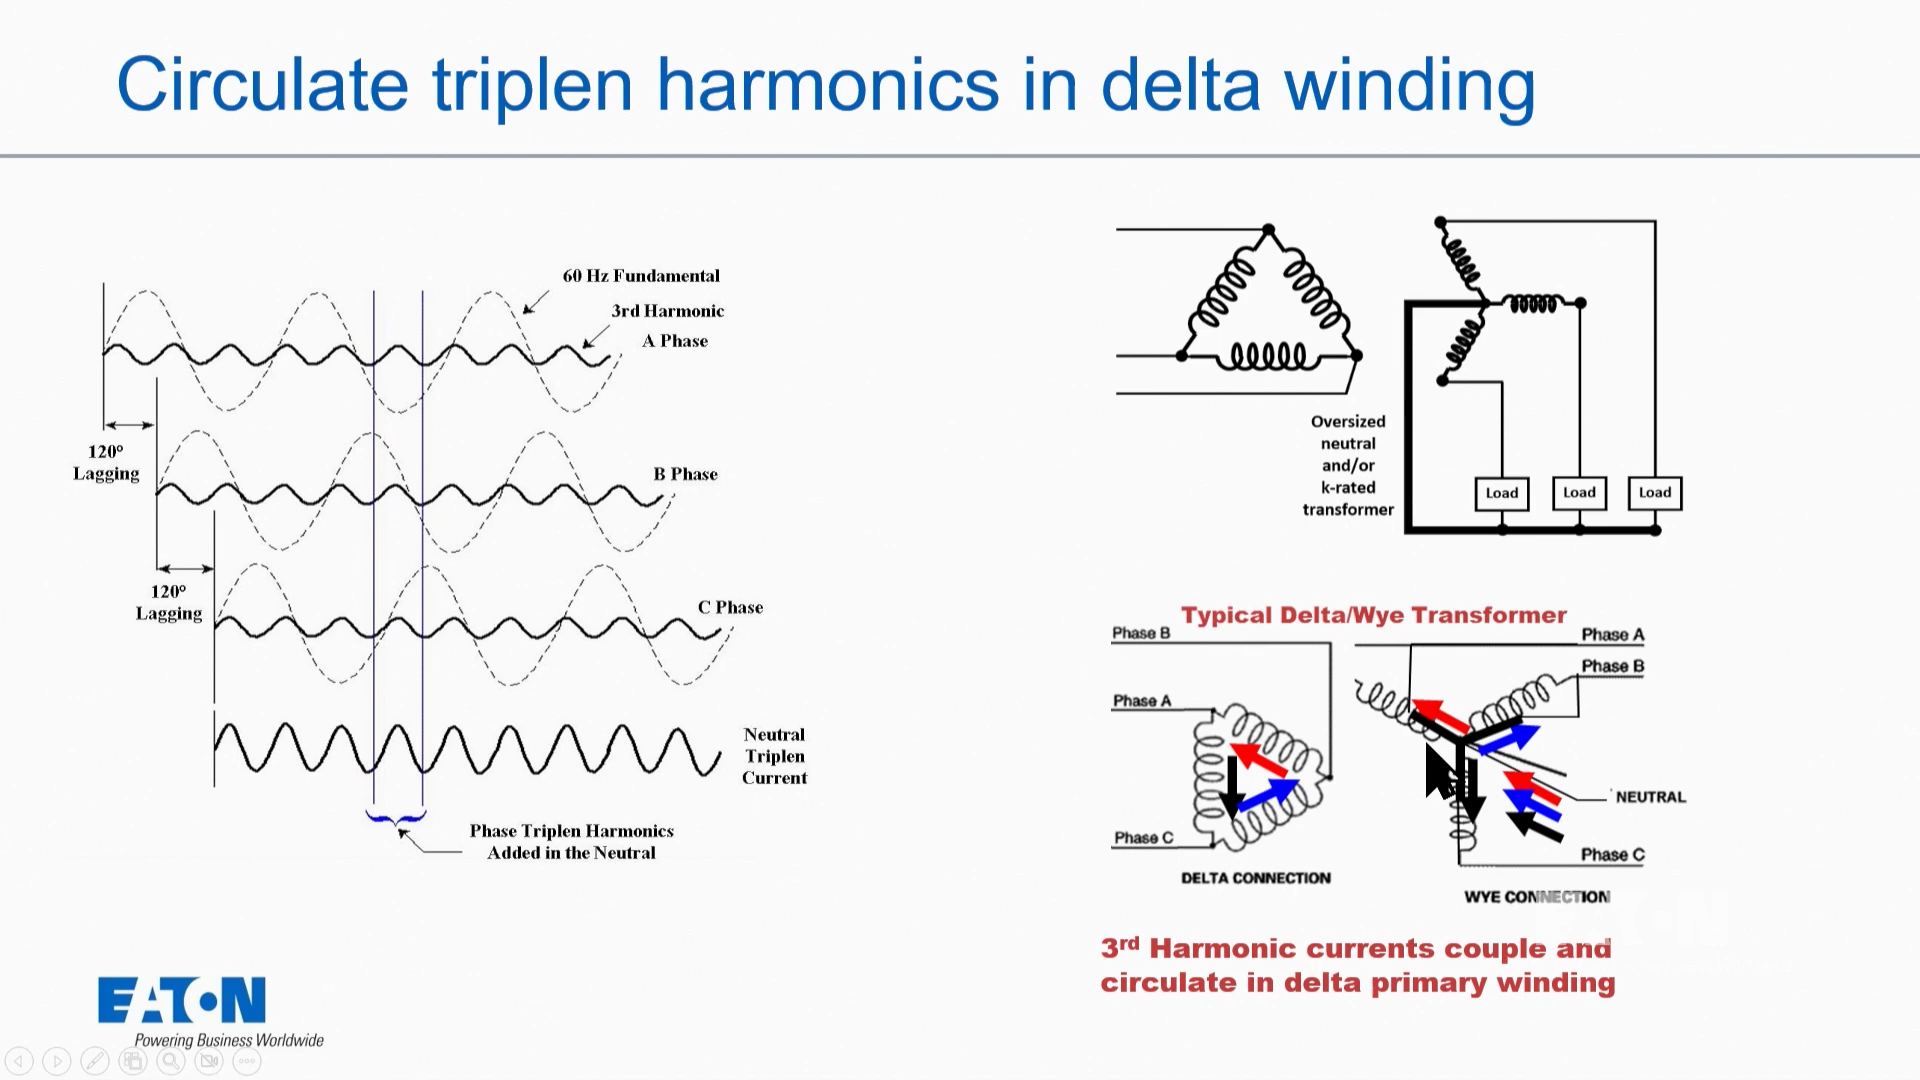 Circulate triplen harmonics in delta winding
60 Hz Fundamental
3rd Harmonic
A Phase
120°
Lagging
B Phase
120°
Lagging
C Phase
Neutral
Triplen
Current
Phase Triplen Harmonics
Added in the Neutral
Oversized
neutral
and/or
k-rated
transformer
Load
Load
Load
Typical Delta/Wye Transformer
Phase B
Phase A
Phase C
DELTA CONNECTION
Phase A
Phase B
NEUTRAL
Phase C
WYE CONNECTION
3rd Harmonic currents couple and
circulate in delta primary winding
EATON
Powering Business Worldwide
EATON